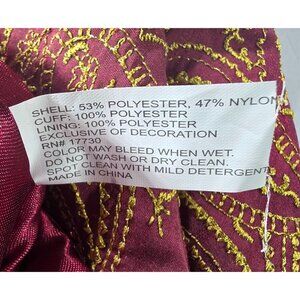 SHELL: 53% POLYESTER, 47% NYLON
CUFF: 100% POLYESTER
LINING: 100% POLYESTER
EXCLUSIVE OF DECORATION
RN# 17730
COLOR MAY BLEED WHEN WET.
DO NOT WASH OR DRY CLEAN.
SPOT CLEAN WITH MILD DETERGENT
MADE IN CHINA